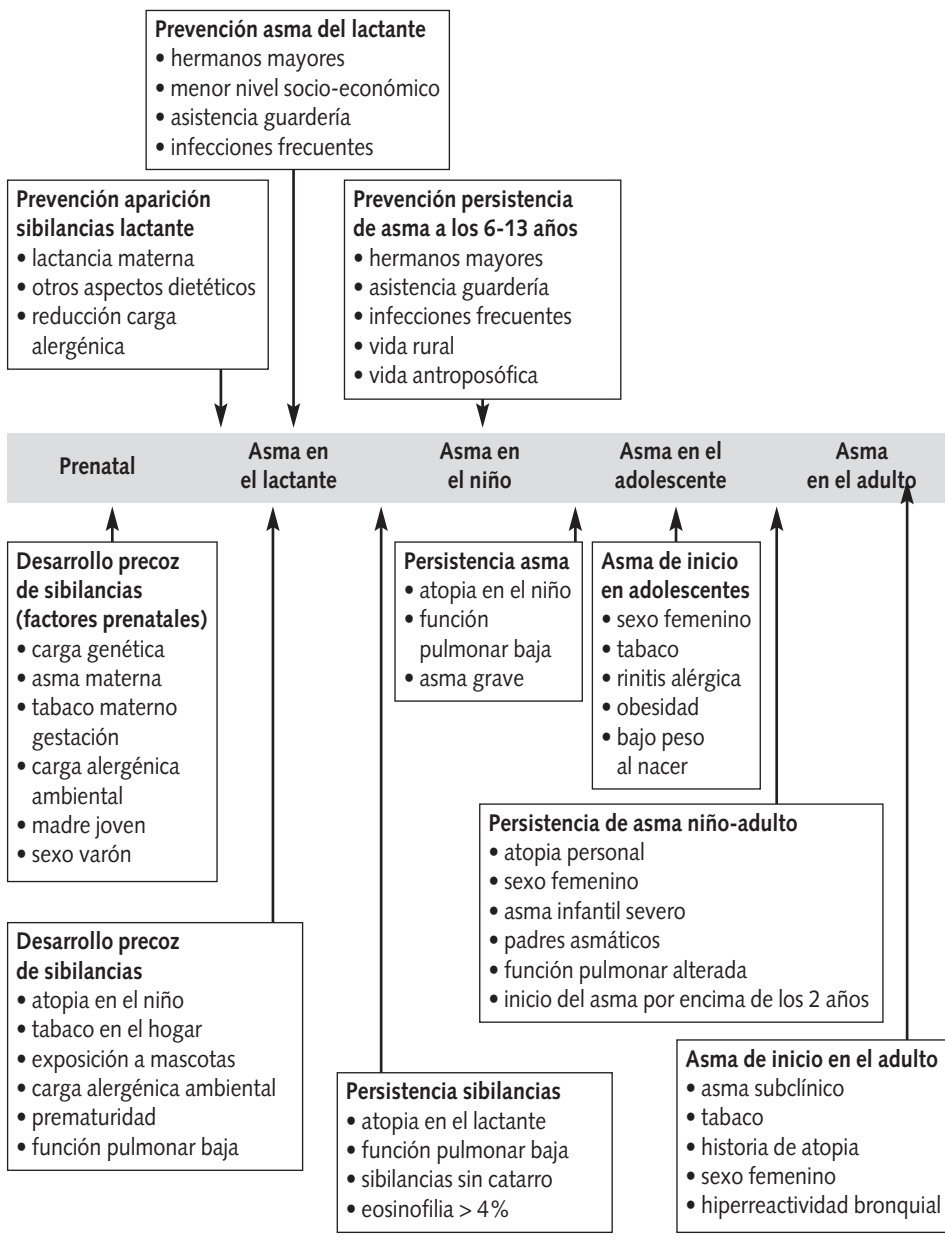 Prevención asma del lactante
• hermanos mayores
• menor nivel socio-económico
• asistencia guardería
• infecciones frecuentes
Prevención aparición
sibilancias lactante
• lactancia materna
• otros aspectos dietéticos
• reducción carga
alergénica
Prevención persistencia
de asma a los 6-13 años
• hermanos mayores
• asistencia guardería
• infecciones frecuentes
• vida rural
• vida antroposófica
Prenatal
Asma en
el lactante
Asma en
el niño
Asma en el
adolescente
Asma
en el adulto
Desarrollo precoz
de sibilancias
(factores prenatales)
• carga genética
• asma materna
• tabaco materno
gestación
• carga alergénica
ambiental
• madre joven
• sexo varón
Persistencia asma
• atopia en el niño
• función
pulmonar baja
• asma grave
Asma de inicio
en adolescentes
• sexo femenino
• tabaco
• rinitis alérgica
• obesidad
• bajo peso
al nacer
Persistencia de asma niño-adulto
• atopia personal
• sexo femenino
• asma infantil severo
• padres asmáticos
• función pulmonar alterada
• inicio del asma por encima de los 2 años
Desarrollo precoz
de sibilancias
• atopia en el niño
• tabaco en el hogar
• exposición a mascotas
• carga alergénica ambiental
• prematuridad
• función pulmonar baja
Persistencia sibilancias
• atopia en el lactante
• función pulmonar baja
• sibilancias sin catarro
• eosinofilia > 4%
Asma de inicio en el adulto
• asma subclínico
• tabaco
• historia de atopia
• sexo femenino
• hiperreactividad bronquial